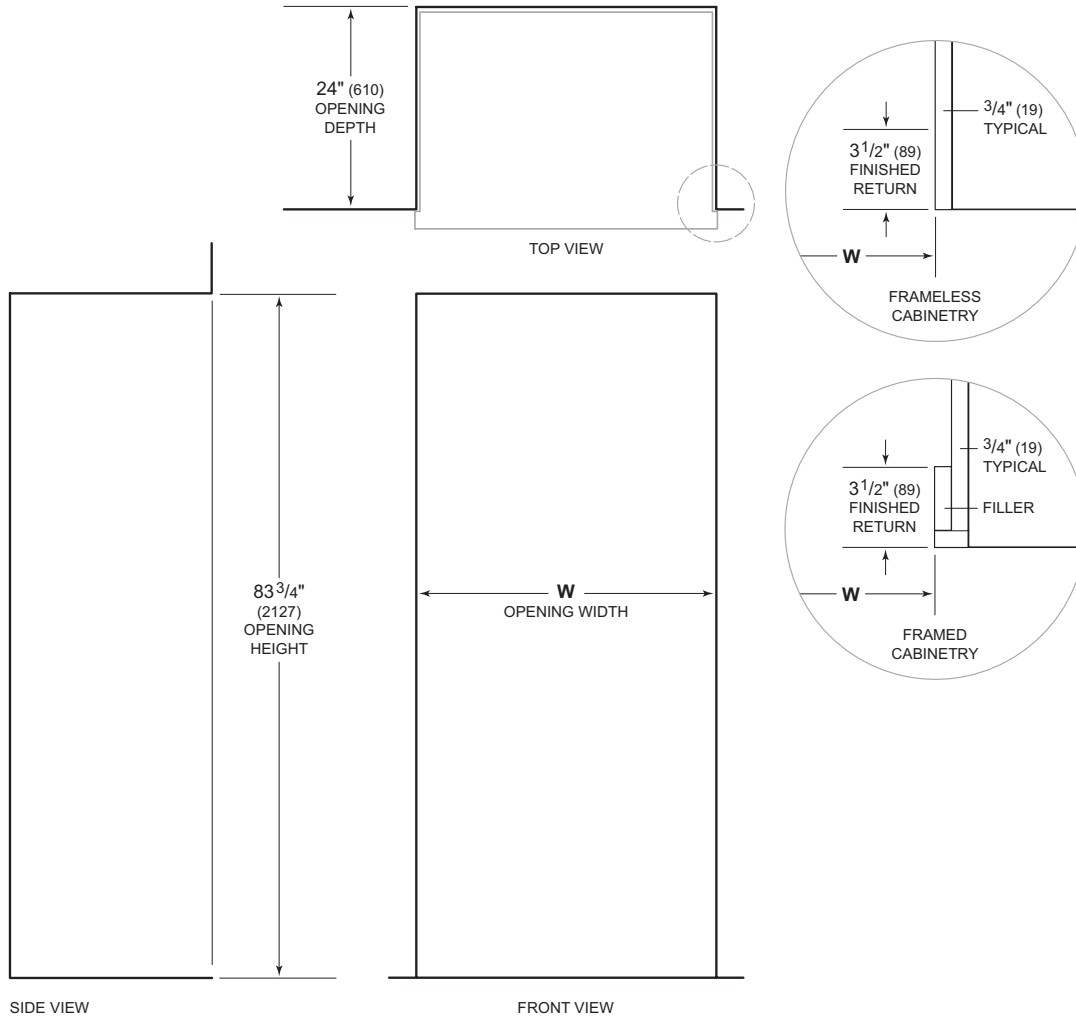 24" (610)
OPENING
DEPTH
TOP VIEW
3/4" (19)
TYPICAL
3 1/2" (89)
FINISHED
RETURN
W
FRAMELESS
CABINETRY
3/4" (19)
TYPICAL
3 1/2" (89)
FINISHED
RETURN
FILLER
W
FRAMED
CABINETRY
83 3/4"
(2127)
OPENING
HEIGHT
W
OPENING WIDTH
SIDE VIEW
FRONT VIEW